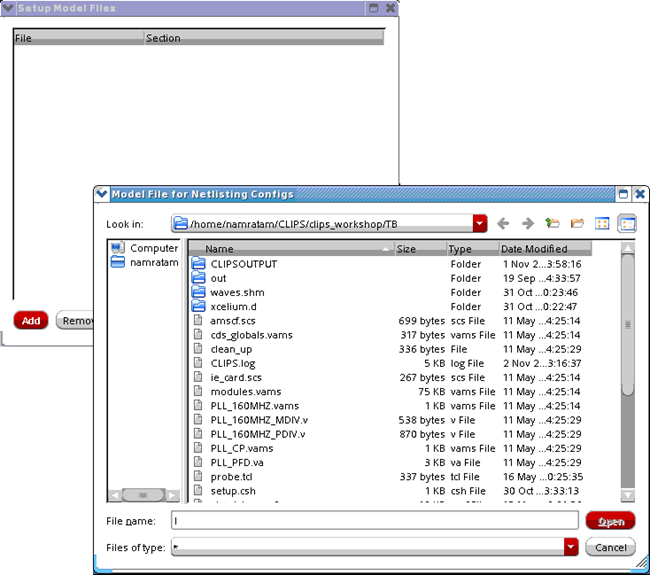 Setup Model Files
File Section
Add Remov
Model File for Netlisting Configs
Look in: /home/namratam/CLIPS/clips_workshop/TB
Computer
namratam
Name Size Type Date Modified
CLIPSOUTPUT Folder 1 Nov 2...3:58:16
out Folder 19 Sep ...4:33:57
waves.shm Folder 31 Oct ...0:23:46
xcelium.d Folder 31 Oct ...0:22:47
amscf.scs 699 bytes scs File 11 May ...4:25:14
cds_globals.vams 317 bytes vams File 11 May ...4:25:14
clean_up 336 bytes File 11 May ...4:25:29
CLIPS.log 5 KB log File 2 Nov 2...3:16:37
ie_card.scs 267 bytes scs File 11 May ...4:25:14
modules.vams 75 KB vams File 11 May ...4:25:14
PLL_160MHZ.vams 1 KB vams File 11 May ...4:25:14
PLL_160MHZ_MDIV.v 538 bytes v File 11 May ...4:25:29
PLL_160MHZ_PDIV.v 870 bytes v File 11 May ...4:25:29
PLL_CP.vams 1 KB vams File 11 May ...4:25:29
PLL_PFD.va 3 KB va File 11 May ...4:25:29
probe.tcl 337 bytes tcl File 16 May ...0:25:35
setup.csh 1 KB csh File 30 Oct ...3:33:13
File name: Open
Files of type: * Cancel